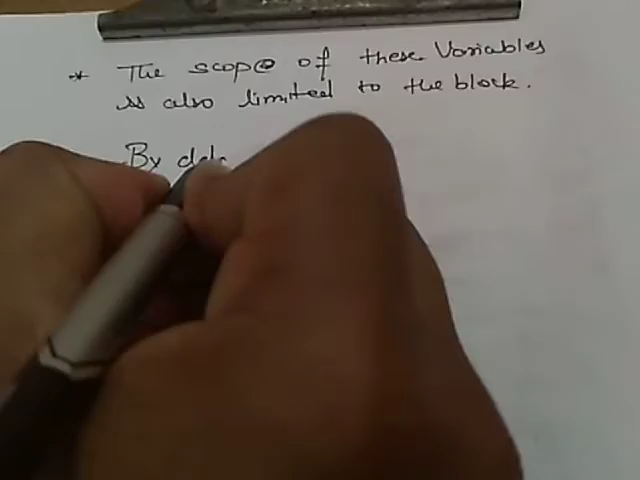 * The scope of these Variables
is also limited to the block.
By